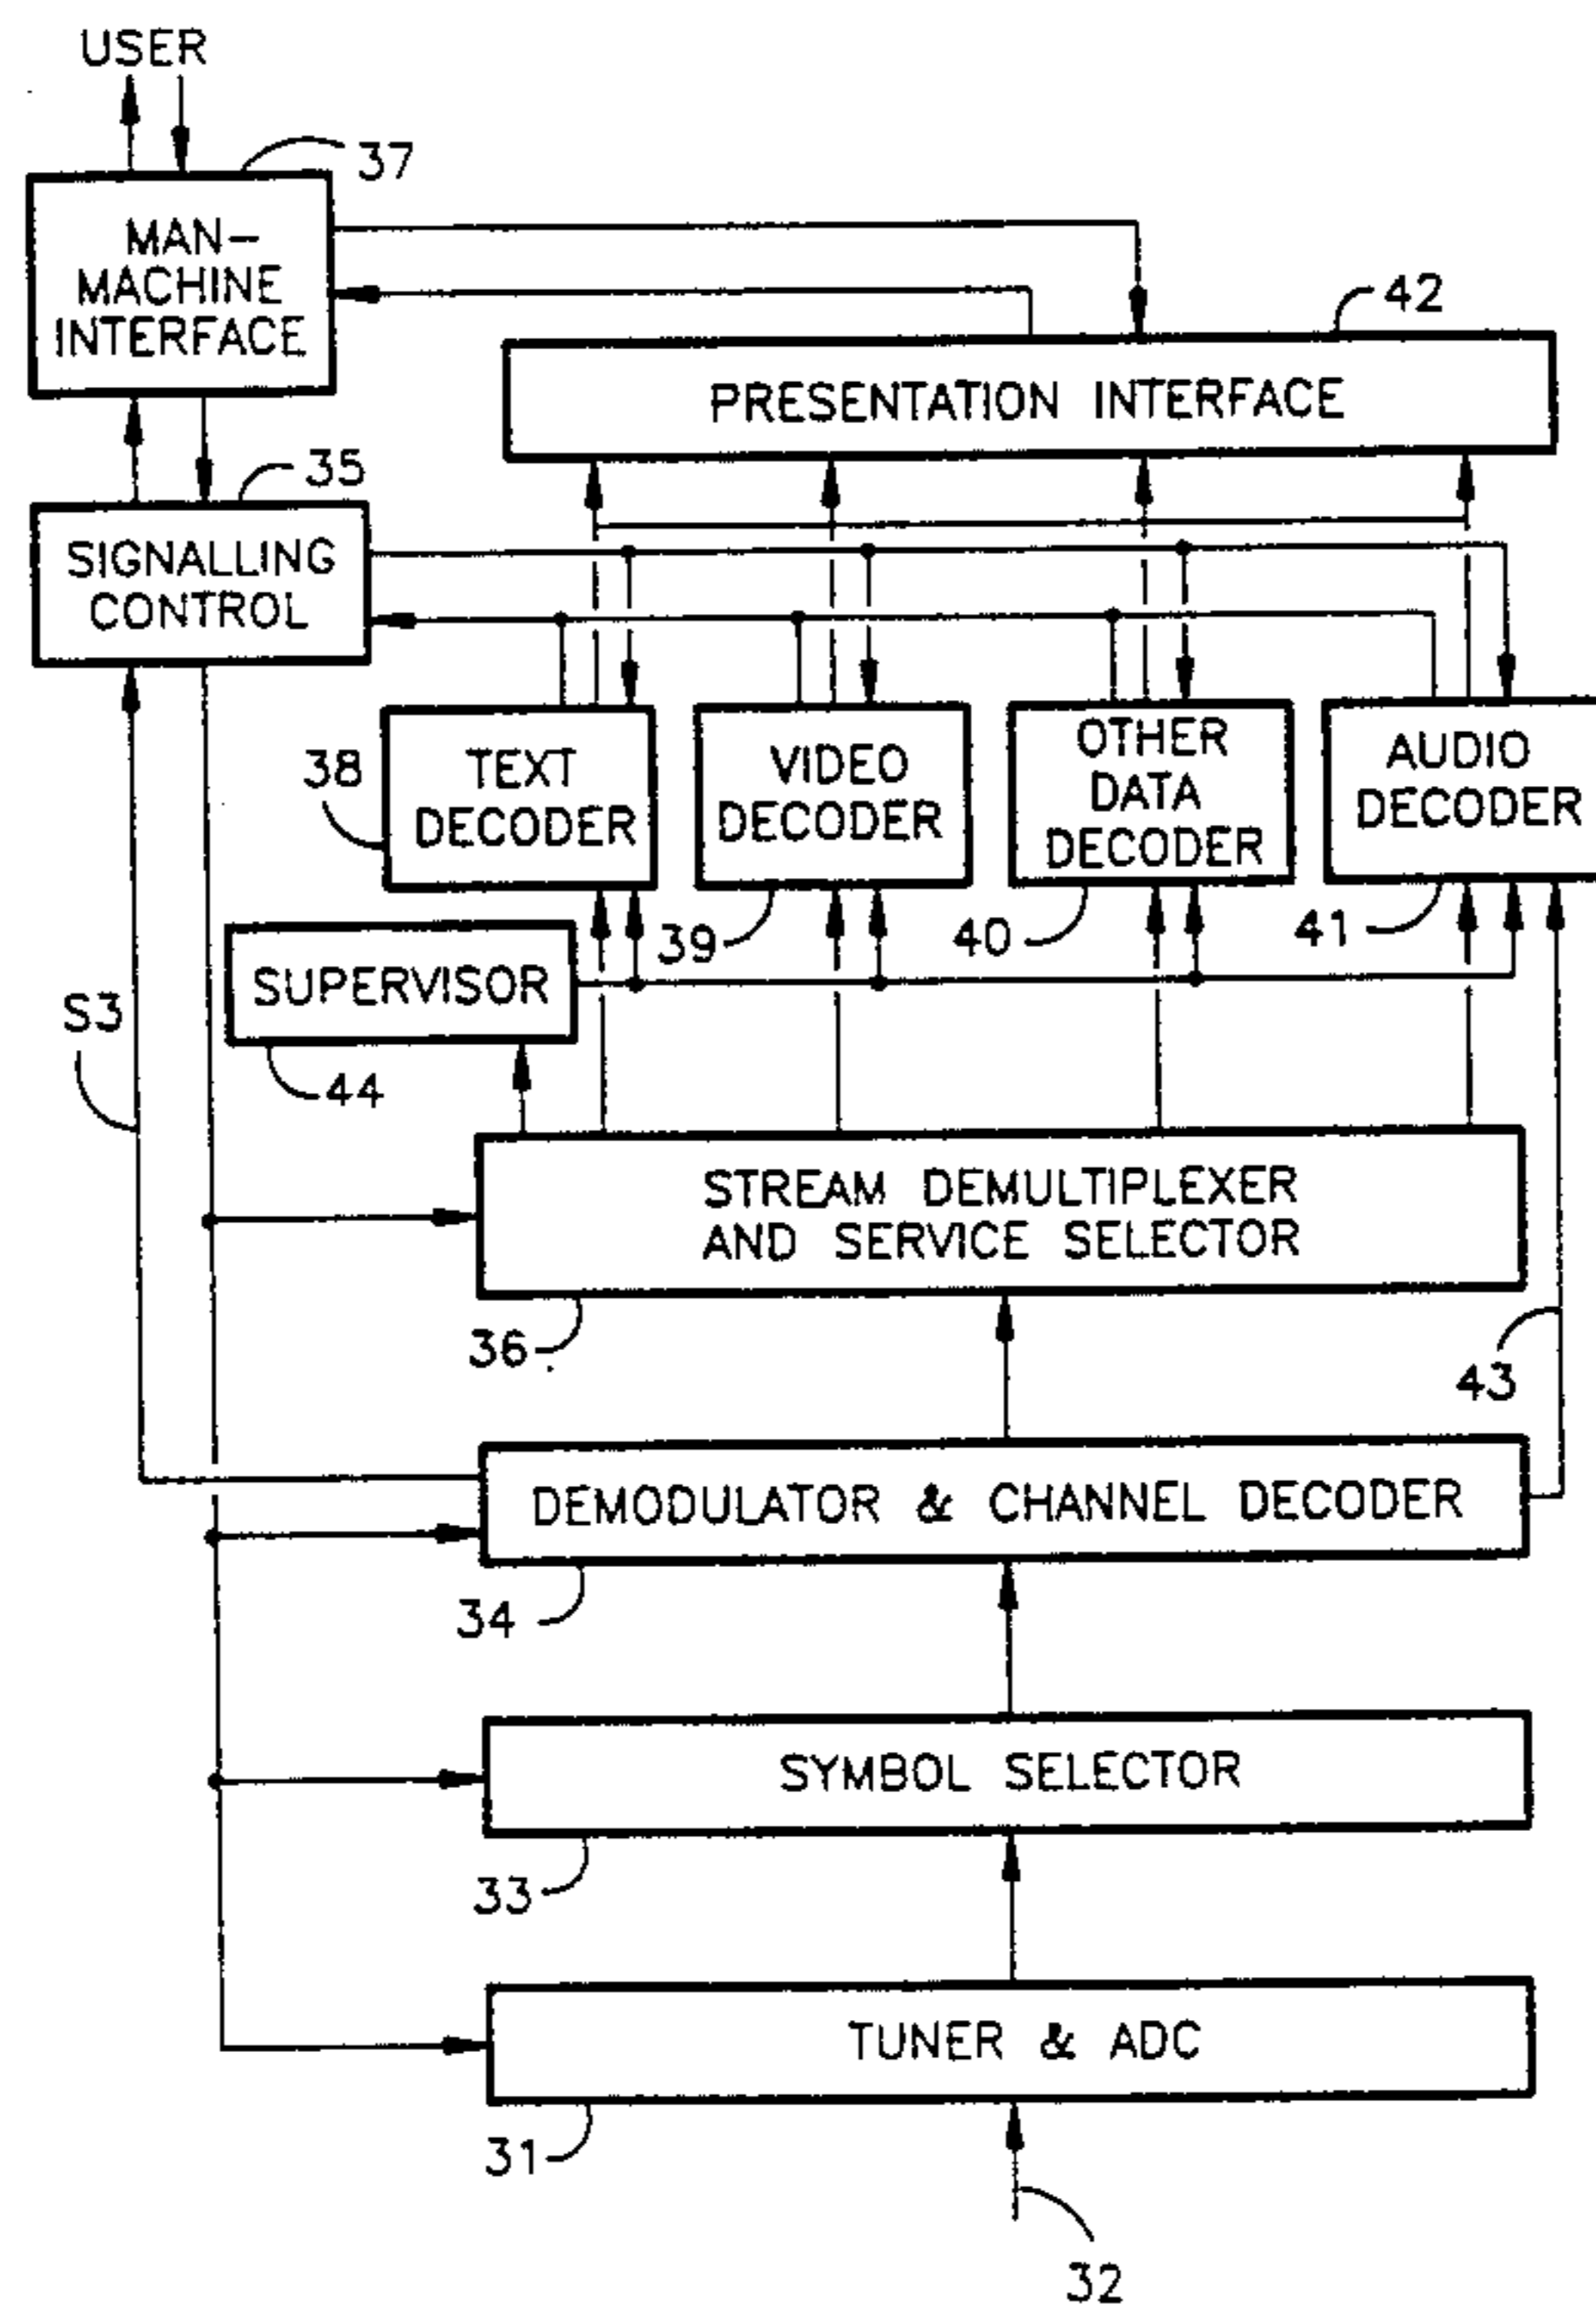 USER
37
MAN-
MACHINE
INTERFACE
42
PRESENTATION INTERFACE
35
SIGNALLING
CONTROL
38
TEXT
DECODER
VIDEO
DECODER
OTHER
DATA
DECODER
AUDIO
DECODER
39
40
41
SUPERVISOR
S3
44
STREAM DEMULTIPLEXER
AND SERVICE SELECTOR
36
43
DEMODULATOR & CHANNEL DECODER
34
SYMBOL SELECTOR
33
TUNER & ADC
31
32